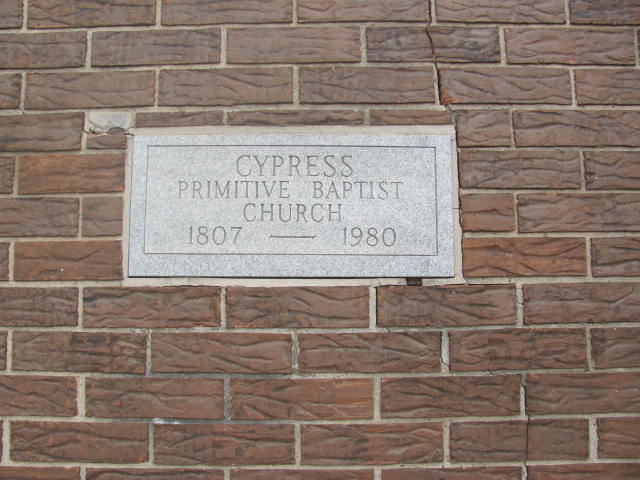 CYPRESS
PRIMITIVE BAPTIST
CHURCH
1807 — 1980